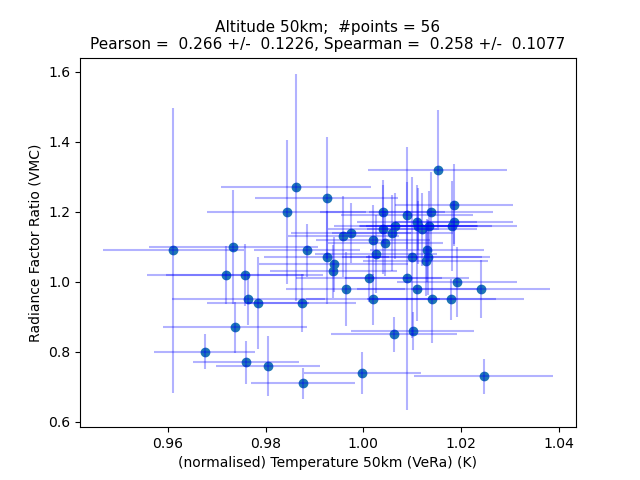 Altitude 50km;  #points = 56
Pearson =  0.266 +/-  0.1226, Spearman =  0.258 +/-  0.1077
1.6
1.4
1.2
1.0
0.8
0.6
Radiance Factor Ratio (VMC)
0.96 0.98 1.00 1.02 1.04
(normalised) Temperature 50km (VeRa) (K)